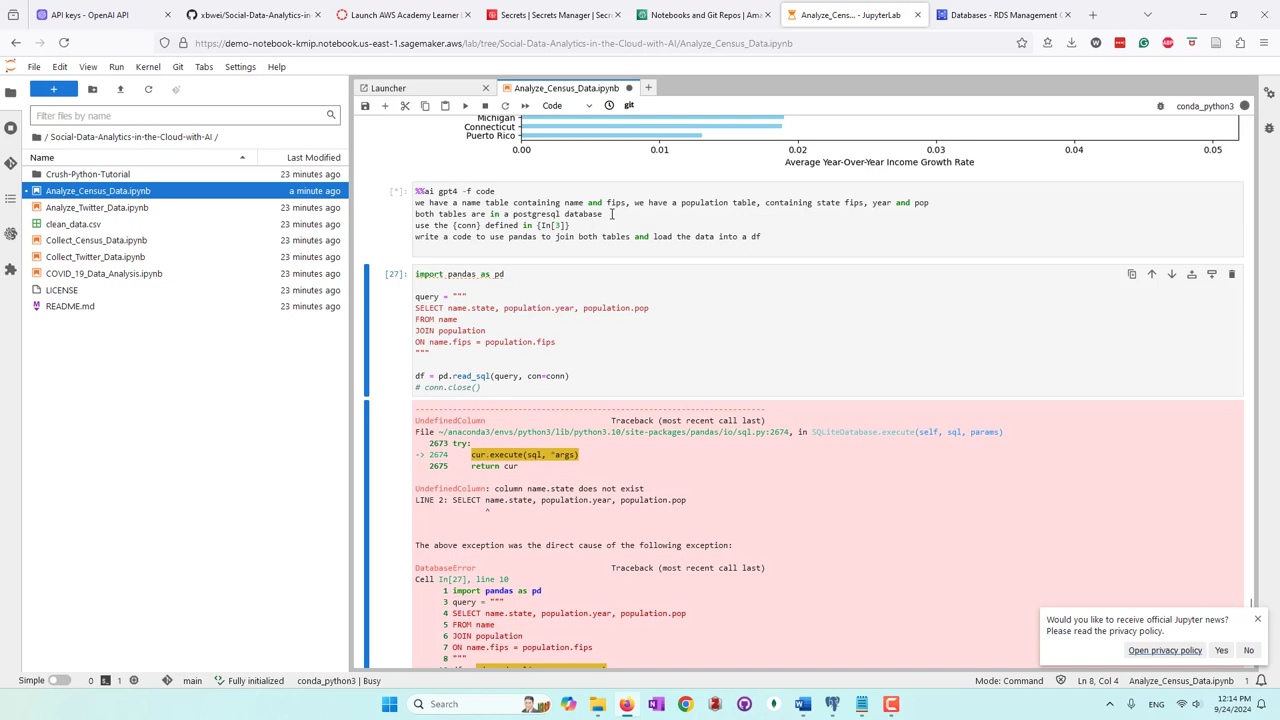 API keys - OpenAI API
xbwei/Social-Data-Analytics-in-
Launch AWS Academy Learner
Secrets | Secrets Manager | Se
Notebooks and Git Repos | Am
Analyze_Cens... - JupyterLab
Databases - RDS Management C
https://demo-notebook-kmip.notebook.us-east-1.sagemaker.aws/lab/tree/Social-Data-Analytics-in-the-Cloud-with-AI/Analyze_Census_Data.ipynb
File Edit View Run Kernel Git Tabs Settings Help
Launcher
Analyze_Census_Data.ipynb
Code
git
conda_python3
Filter files by name
/ Social-Data-Analytics-in-the-Cloud-with-AI /
Name Last Modified
Crush-Python-Tutorial 23 minutes ago
Analyze_Census_Data.ipynb a minute ago
Analyze_Twitter_Data.ipynb 23 minutes ago
clean_data.csv 23 minutes ago
Collect_Census_Data.ipynb 23 minutes ago
Collect_Twitter_Data.ipynb 23 minutes ago
COVID_19_Data_Analysis.ipynb 23 minutes ago
LICENSE 23 minutes ago
README.md 23 minutes ago
Michigan
Connecticut
Puerto Rico
0.00 0.01 0.02 0.03 0.04 0.05
Average Year-Over-Year Income Growth Rate
[*]:
%%ai gpt4 -f code
we have a name table containing name and fips, we have a population table, containing state fips, year and pop
both tables are in a postgresql database
use the {conn} defined in {In[3]}
write a code to use pandas to join both tables and load the data into a df
[27]:
import pandas as pd
query = """
SELECT name.state, population.year, population.pop
FROM name
JOIN population
ON name.fips = population.fips
"""
df = pd.read_sql(query, con=conn)
# conn.close()
---------------------------------------------------------------------------
UndefinedColumn Traceback (most recent call last)
File ~/anaconda3/envs/python3/lib/python3.10/site-packages/pandas/io/sql.py:2674, in SQLiteDatabase.execute(self, sql, params)
2673 try:
-> 2674 cur.execute(sql, *args)
2675 return cur
UndefinedColumn: column name.state does not exist
LINE 2: SELECT name.state, population.year, population.pop
^
The above exception was the direct cause of the following exception:
DatabaseError Traceback (most recent call last)
Cell In[27], line 10
1 import pandas as pd
3 query = """
4 SELECT name.state, population.year, population.pop
5 FROM name
6 JOIN population
7 ON name.fips = population.fips
8 """
Would you like to receive official Jupyter news?
Please read the privacy policy.
Open privacy policy Yes No
Simple 0 1 main Fully initialized conda_python3 | Busy
Mode: Command Ln 8, Col 4 Analyze_Census_Data.ipynb 1
Search
ENG
12:14 PM
9/24/2024